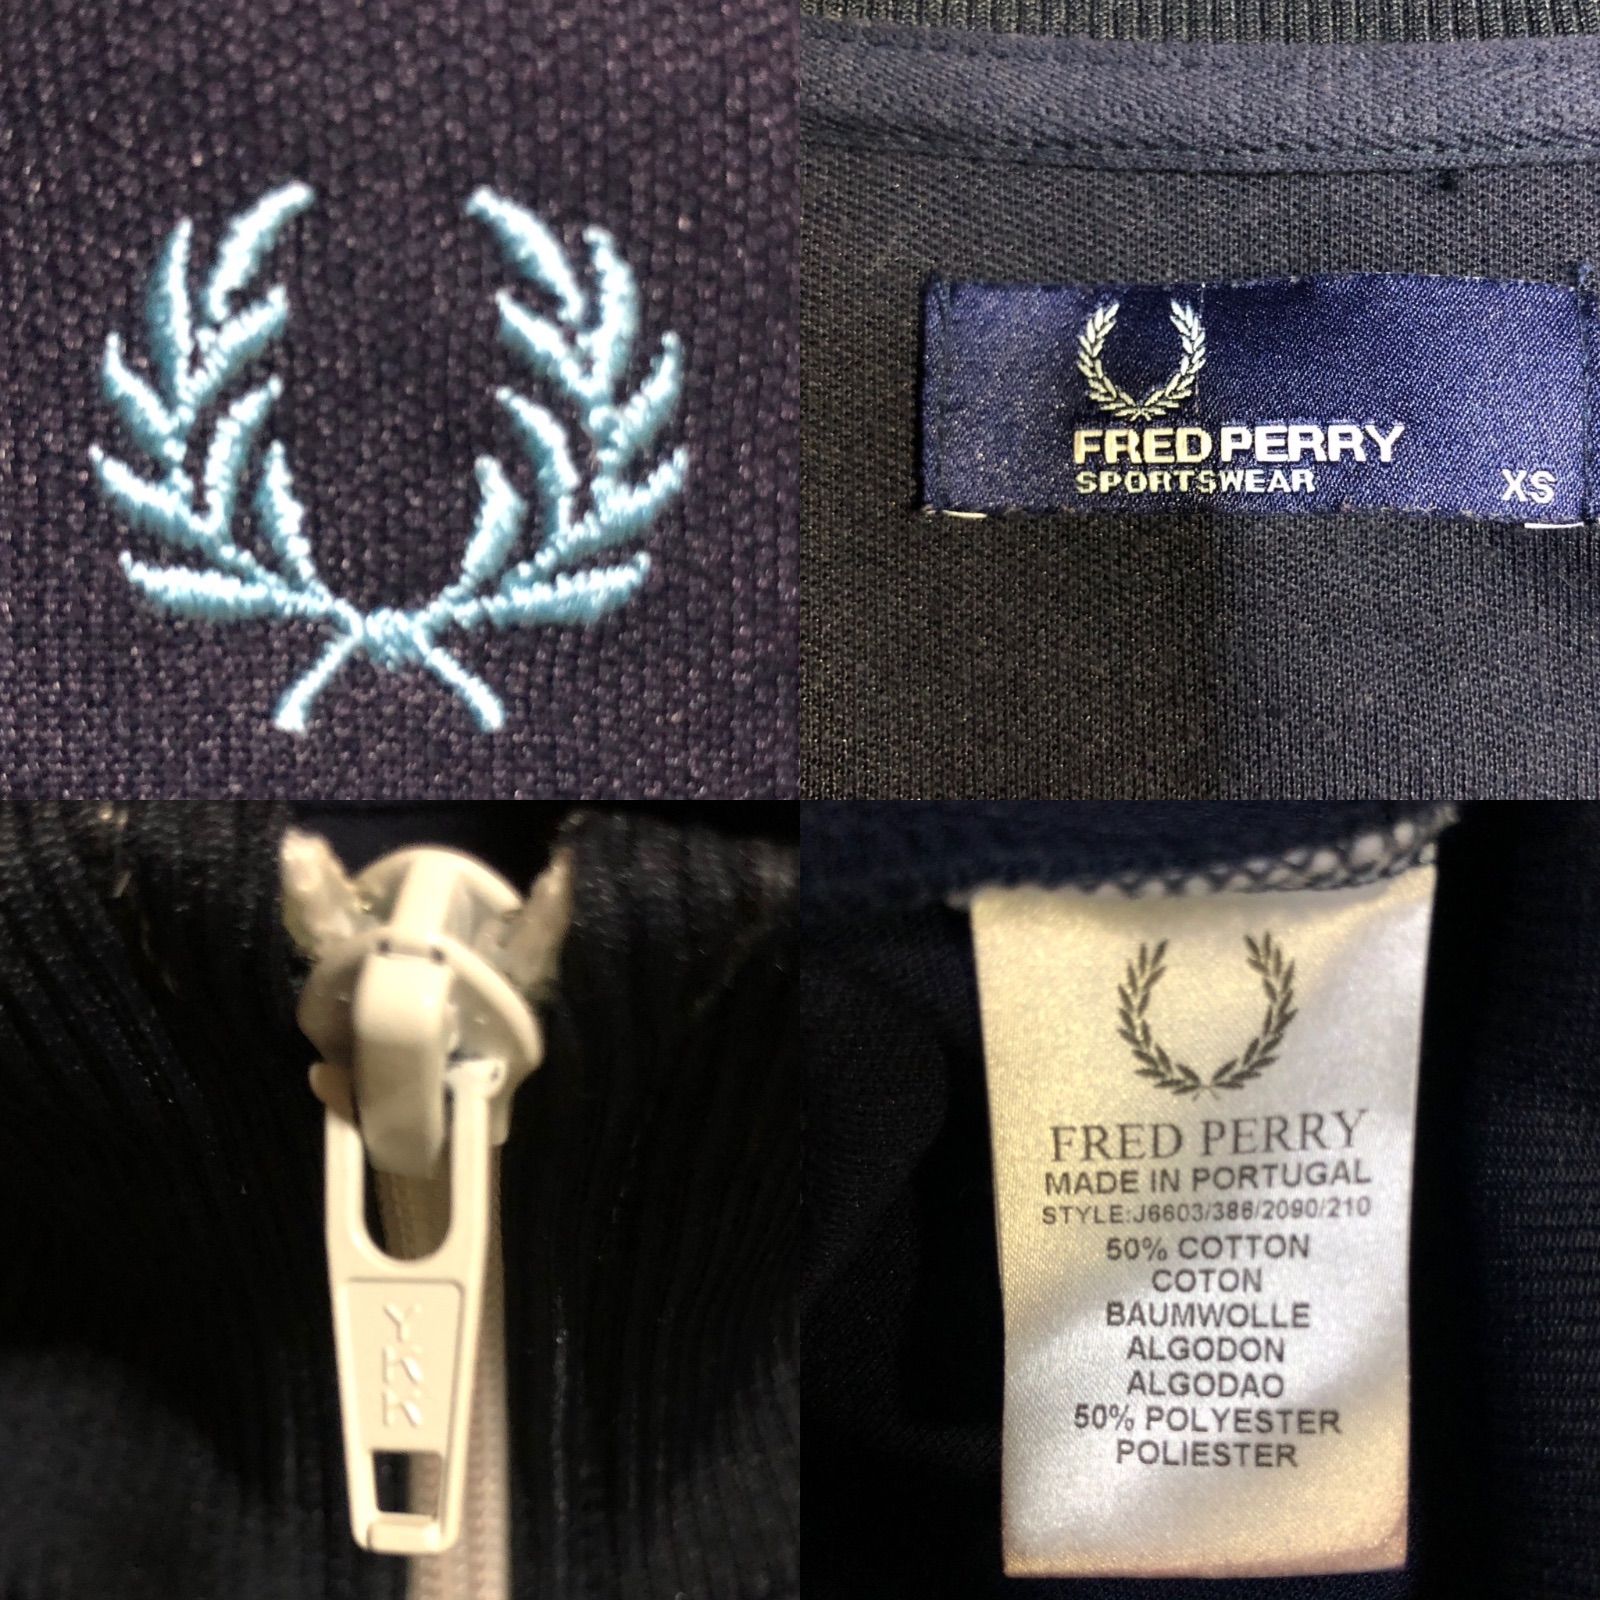 FRED PERRY
SPORTSWEAR
XS
YKK
FRED PERRY
MADE IN PORTUGAL
STYLE:J6603/386/2090/210
50% COTTON
COTON
BAUMWOLLE
ALGODON
ALGODAO
50% POLYESTER
POLIESTER